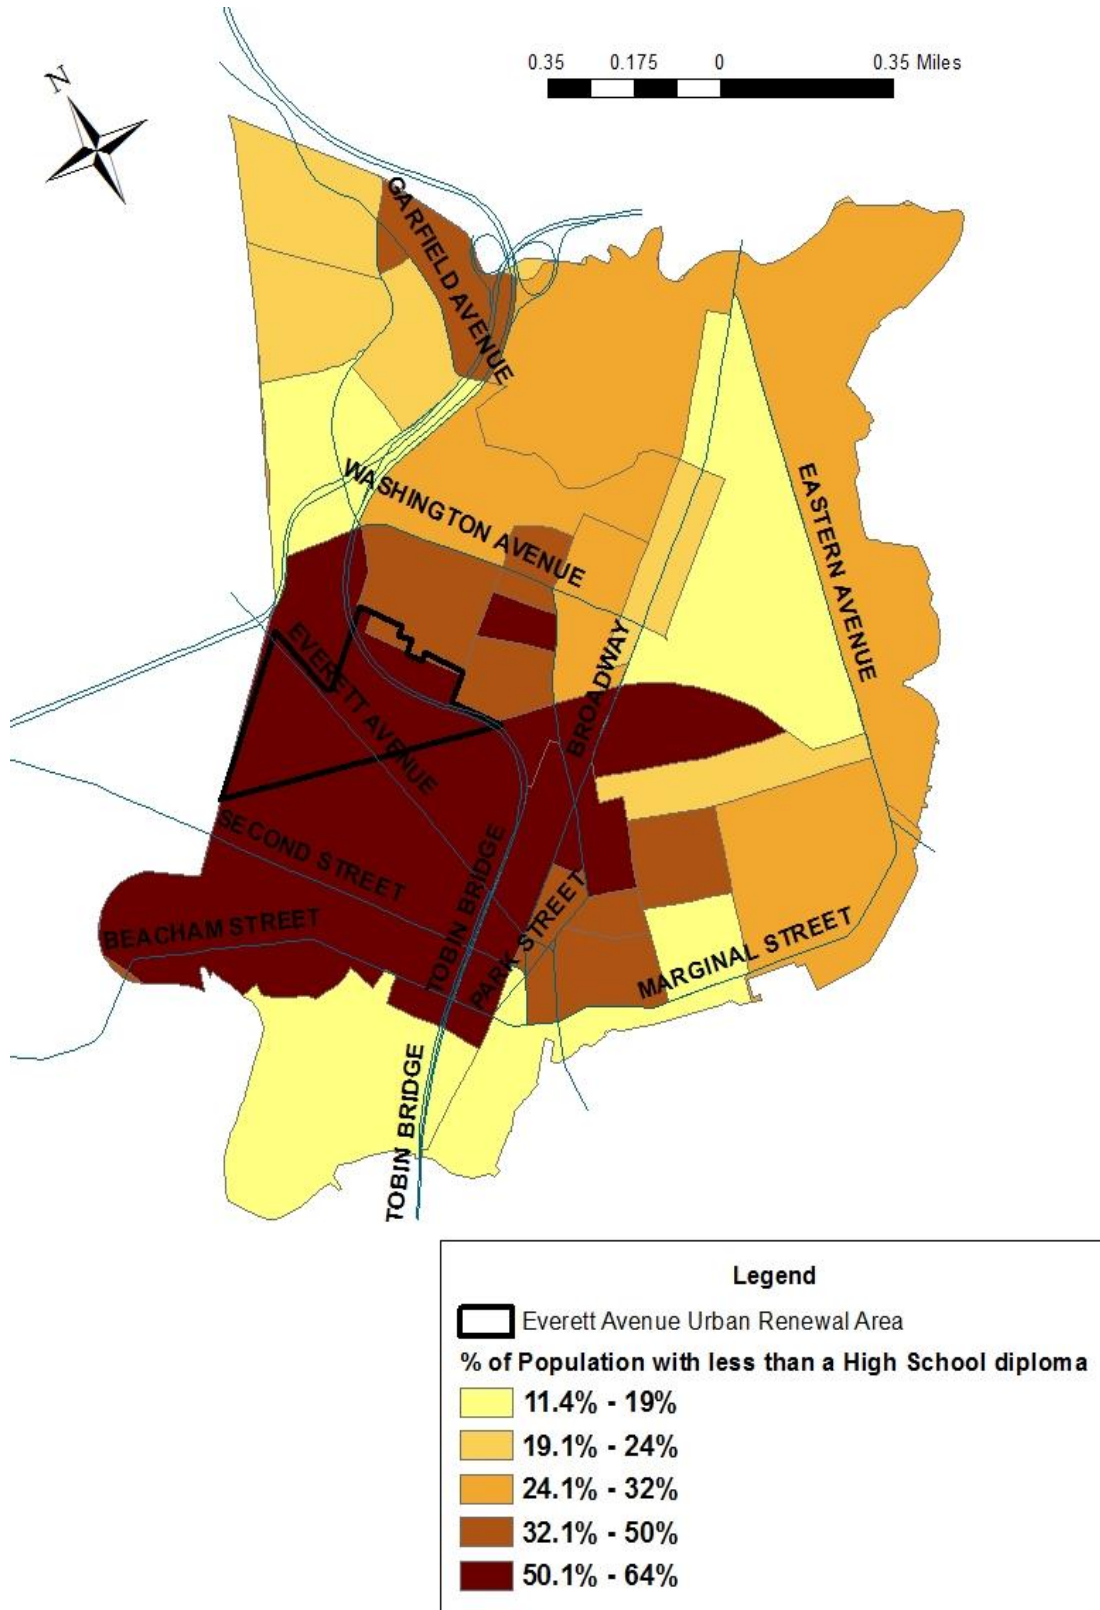 N
0.35 0.175 0 0.35 Miles
GARFIELD AVENUE
WASHINGTON AVENUE
EASTERN AVENUE
EVERETT AVENUE
BROADWAY
SECOND STREET
BEACHAM STREET
TOBIN BRIDGE
PARK STREET
MARGINAL STREET
TOBIN BRIDGE
Legend
Everett Avenue Urban Renewal Area
% of Population with less than a High School diploma
11.4% - 19%
19.1% - 24%
24.1% - 32%
32.1% - 50%
50.1% - 64%